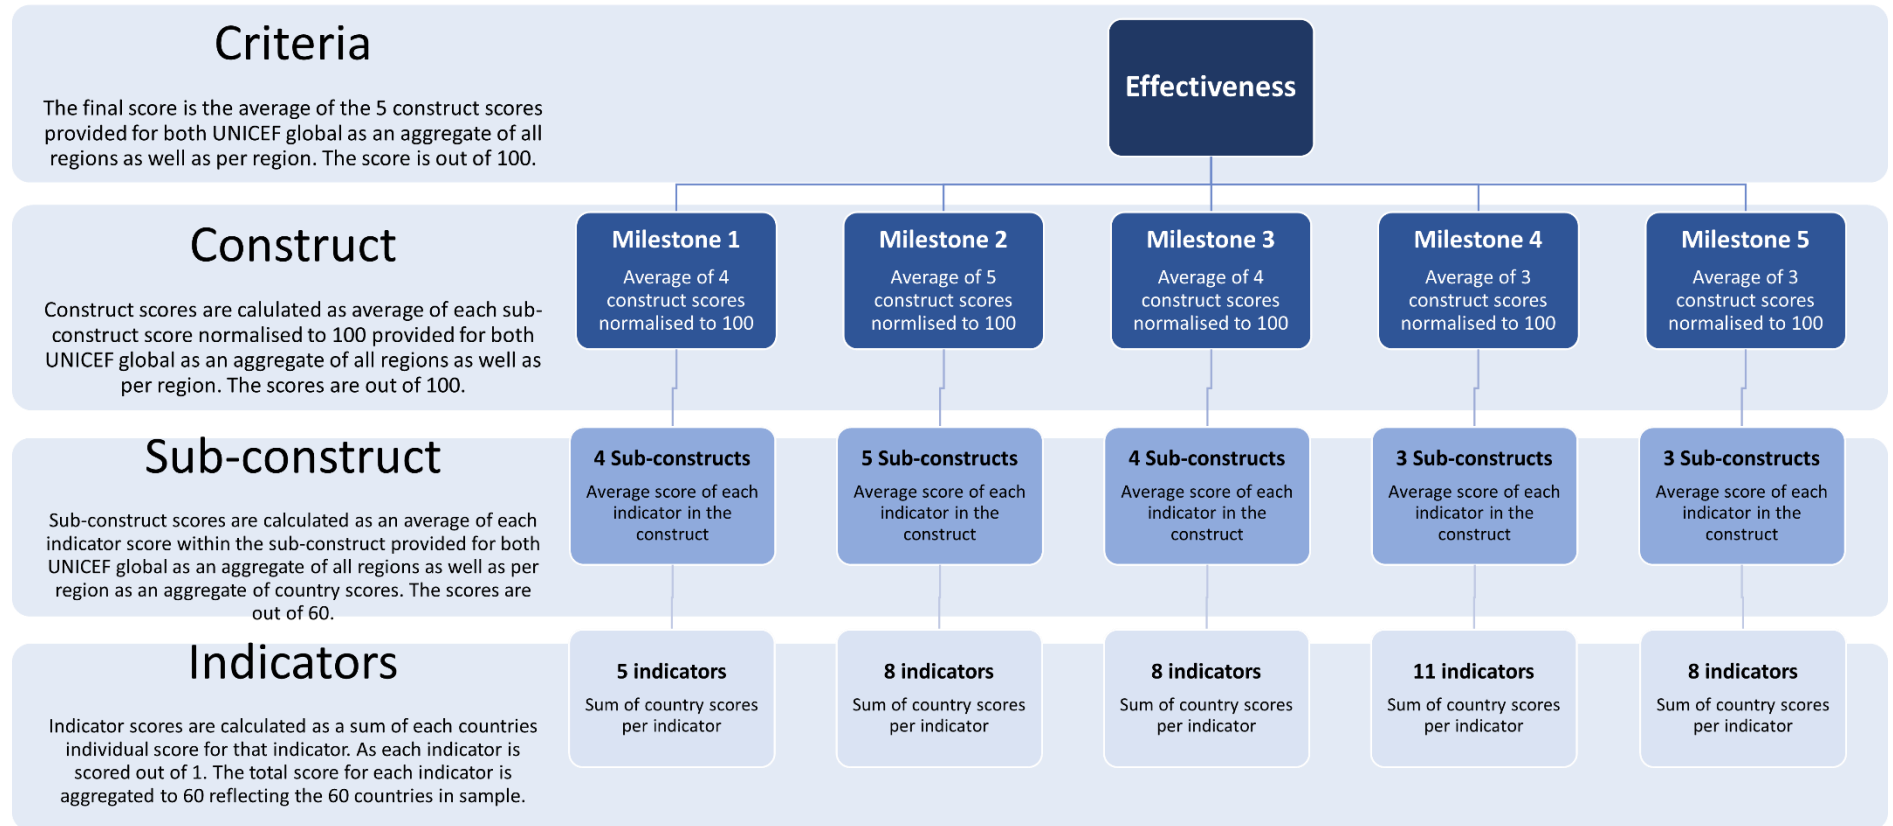 Criteria
The final score is the average of the 5 construct scores
provided for both UNICEF global as an aggregate of all
regions as well as per region. The score is out of 100.
Effectiveness
Construct
Construct scores are calulated as average of each sub-
construct score normalised to 100 provided for both
UNICEF global as an aggregate of all regions as well as
per region. The scores are out of 100.
Milestone 1
Average of 4
construct scores
normalised to 100
Milestone 2
Average of 5
construct scores
normlised to 100
Milestone 3
Average of 4
construct scores
normalised to 100
Milestone 4
Average of 3
construct scores
normalised to 100
Milestone 5
Average of 3
construct scores
normalised to 100
Sub-construct
Sub-construct scores are calculated as an average of each
indicator score within the sub-construct provided for both
UNICEF global as an aggregate of all regions as well as per
region as an aggregate of country scores. The scores are
out of 60.
4 Sub-constructs
Average score of each
indicator in the
construct
5 Sub-constructs
Average score of each
indicator in the
construct
4 Sub-constructs
Average score of each
indicator in the
construct
3 Sub-constructs
Average score of each
indicator in the
construct
3 Sub-constructs
Average score of each
indicator in the
construct
Indicators
Indicator scores are calculated as a sum of each countries
individual score for that indicator. As each indicator is
scored out of 1. The total score for each indicator is
aggregated to 60 reflecting the 60 countries in sample.
5 indicators
Sum of country scores
per indicator
8 indicators
Sum of country scores
per indicator
8 indicators
Sum of country scores
per indicator
11 indicators
Sum of country scores
per indicator
8 indicators
Sum of country scores
per indicator